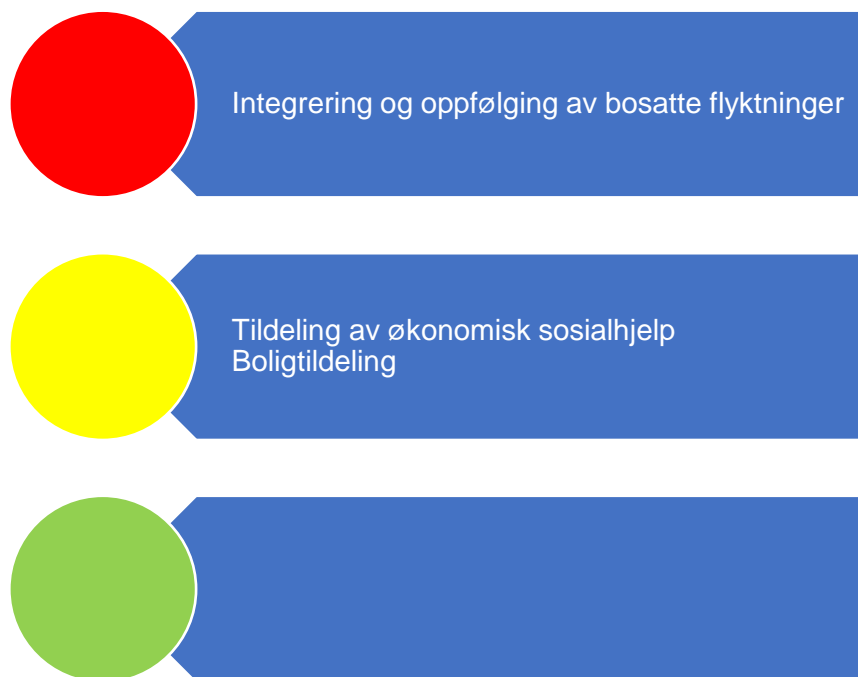 Integrering og oppfølging av bosatte flyktninger
Tildeling av økonomisk sosialhjelp
Boligtildeling